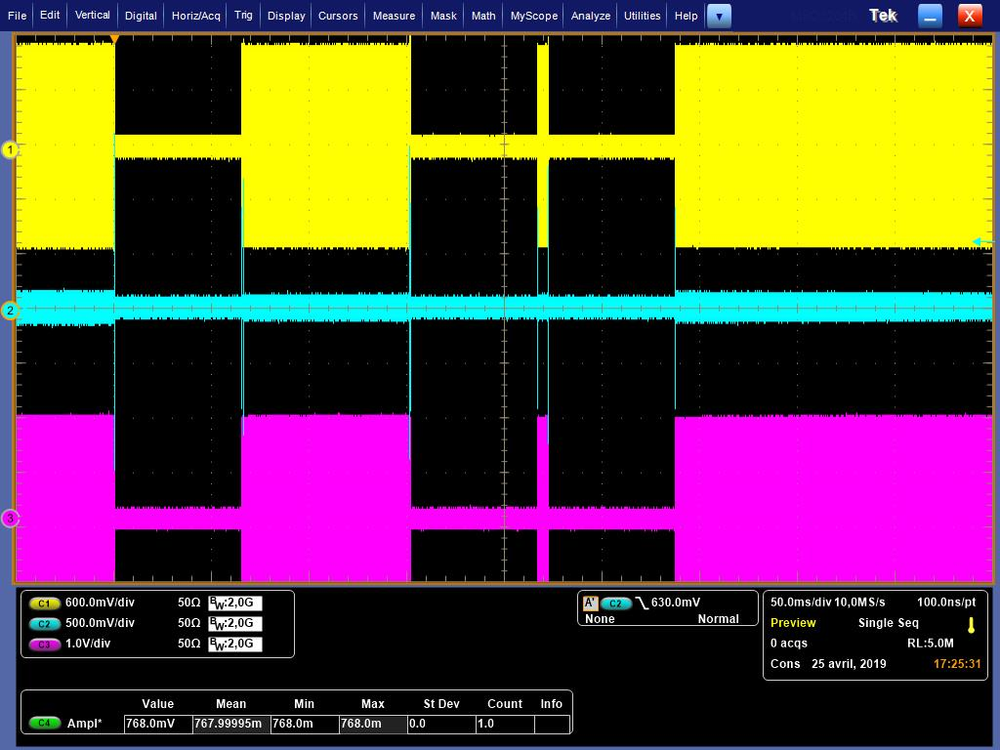 File Edit Vertical Digital Horiz/Acq Trig Display Cursors Measure Mask Math MyScope Analyze Utilities Help Tek X
1
2
3
C1 600.0mV/div 50Ω BW:2,0G
C2 500.0mV/div 50Ω BW:2,0G
C3 1.0V/div 50Ω BW:2,0G
A' C2 630.0mV
None Normal
50.0ms/div 10,0MS/s 100.0ns/pt
Preview Single Seq
0 acqs RL:5.0M
Cons 25 avril, 2019 17:25:31
Value Mean Min Max St Dev Count Info
C4 Ampl* 768.0mV 767.99995m 768.0m 768.0m 0.0 1.0